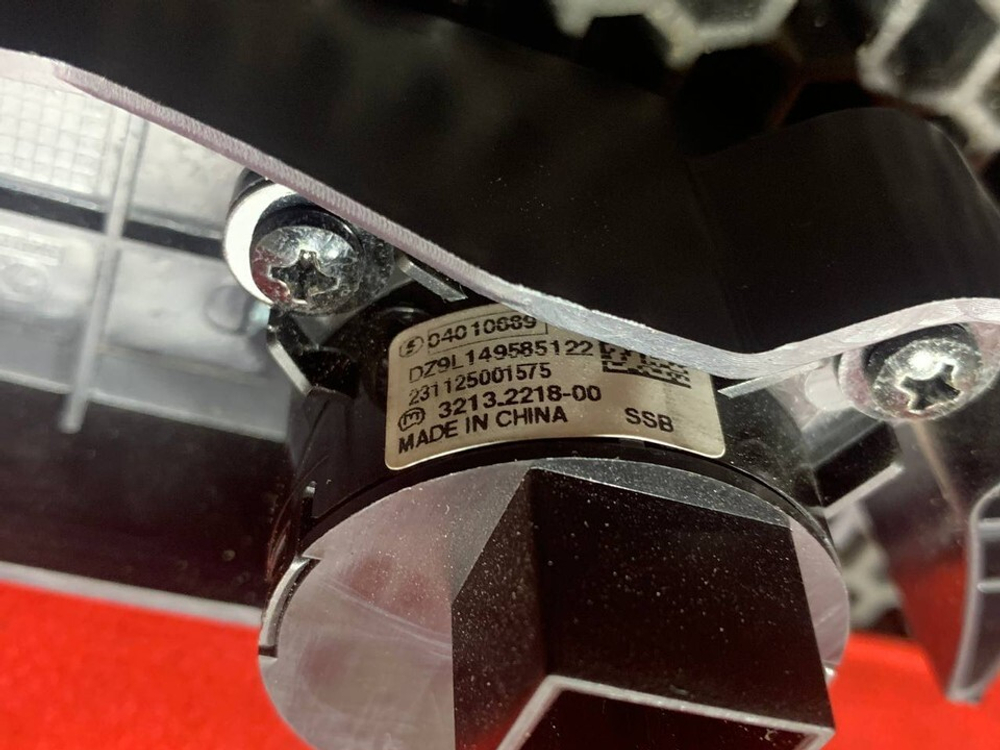 04010689
DZ9L149585122
231125001575
m 3213.2218-00
MADE IN CHINA SSB